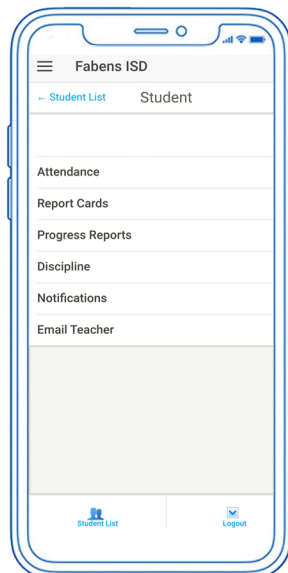 Fabens ISD
← Student List Student
Attendance
Report Cards
Progress Reports
Discipline
Notifications
Email Teacher
Student List Logout